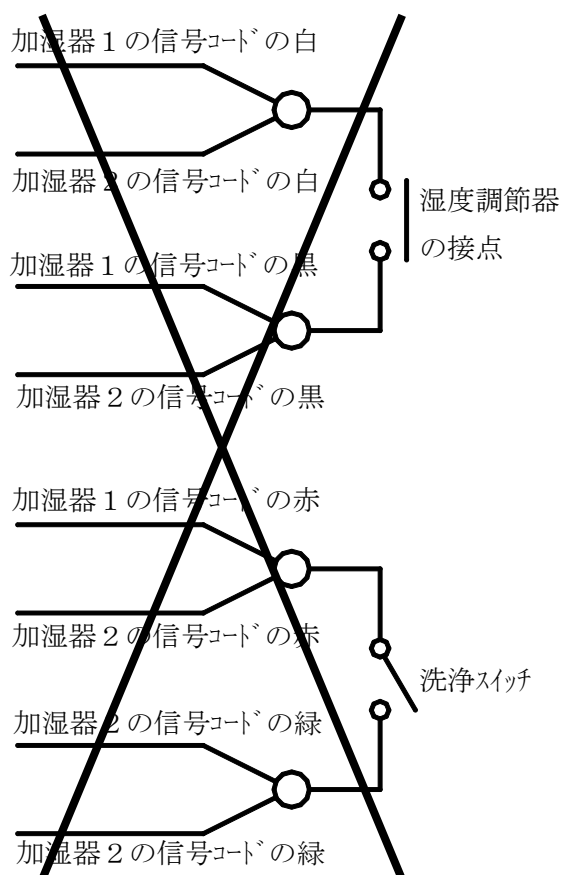 加湿器１の信号ｺｰﾄﾞの白
加湿器２の信号ｺｰﾄﾞの白
湿度調節器
の接点
加湿器１の信号ｺｰﾄﾞの黒
加湿器２の信号ｺｰﾄﾞの黒
加湿器１の信号ｺｰﾄﾞの赤
加湿器２の信号ｺｰﾄﾞの赤
洗浄ｽｲｯﾁ
加湿器２の信号ｺｰﾄﾞの緑
加湿器２の信号ｺｰﾄﾞの緑